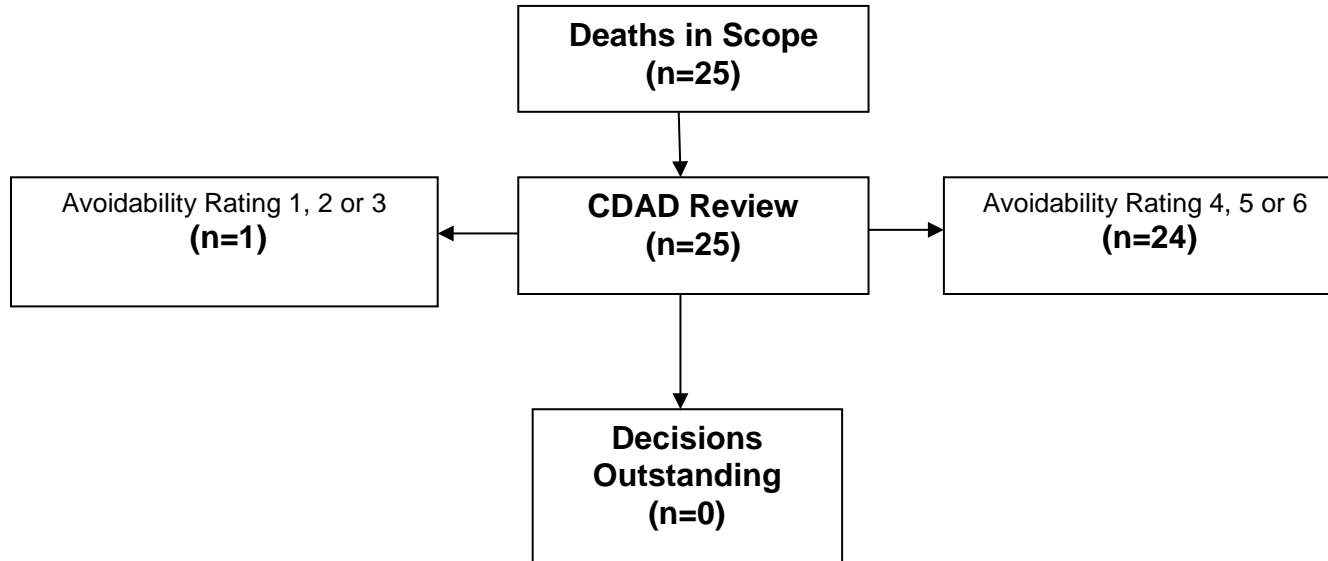 Deaths in Scope
(n=25)
Avoidability Rating 1, 2 or 3
(n=1)
CDAD Review
(n=25)
Avoidability Rating 4, 5 or 6
(n=24)
Decisions
Outstanding
(n=0)